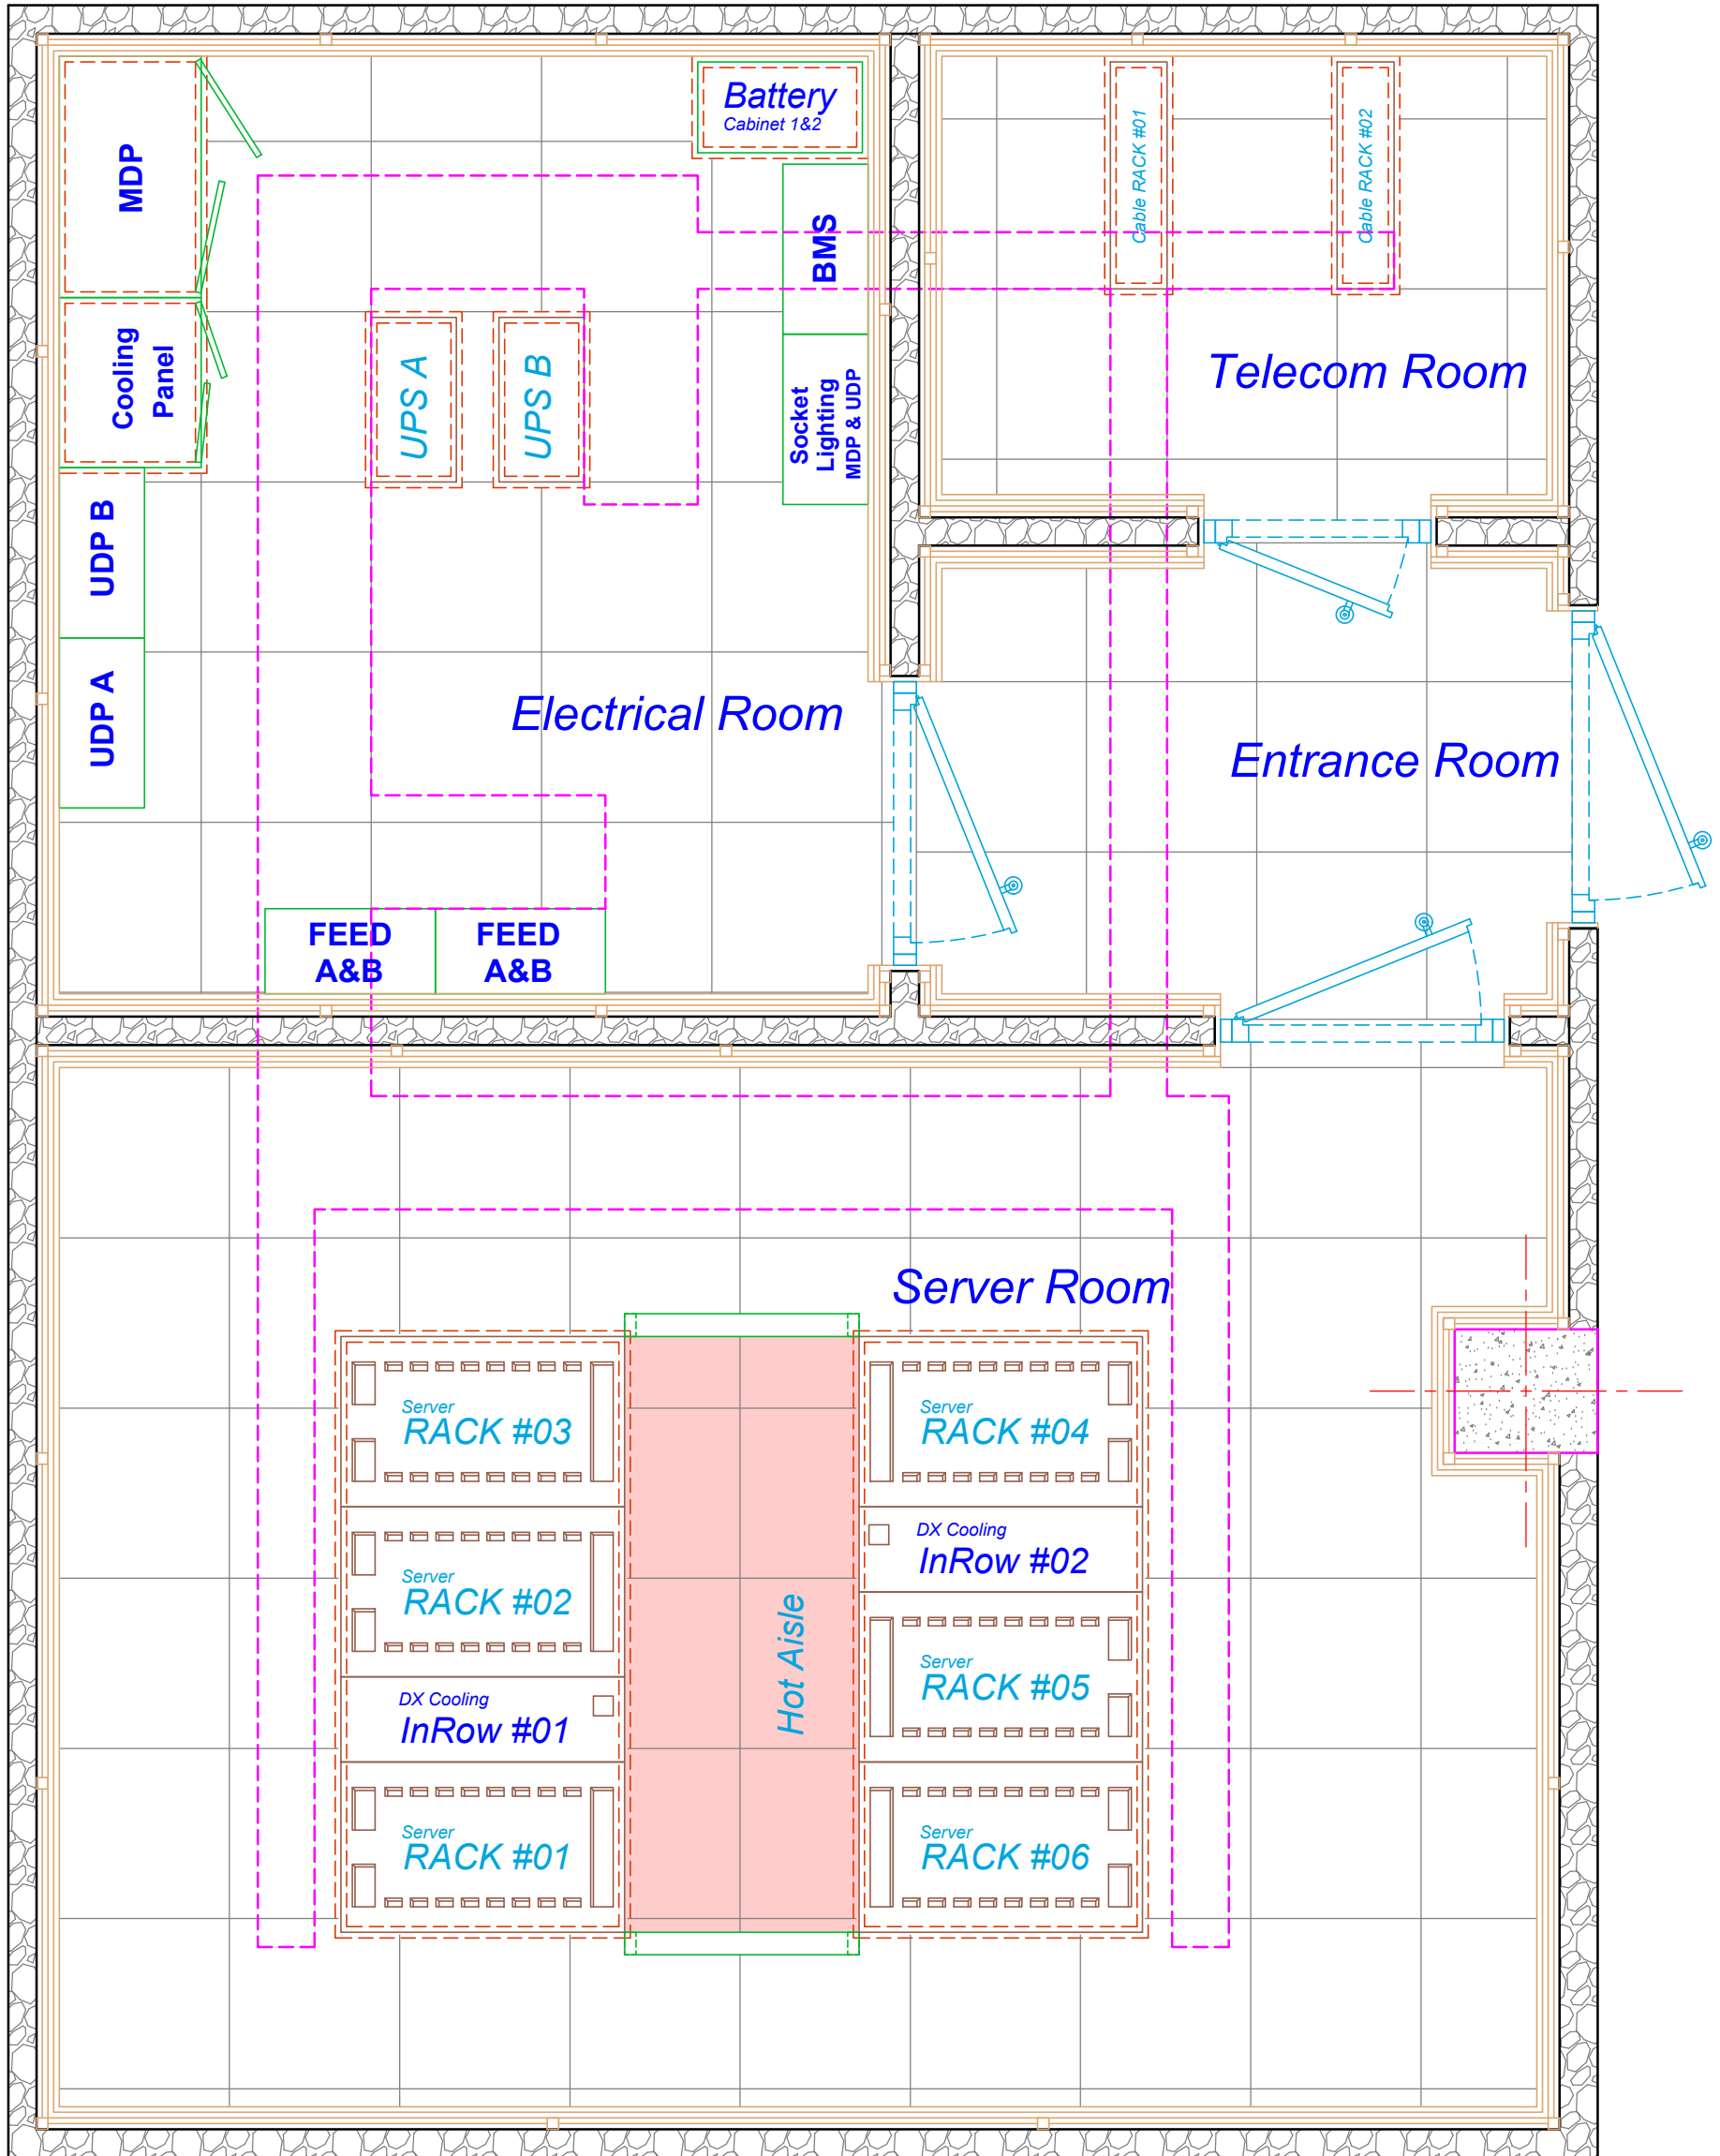 Battery
Cabinet 1&2
MDP
BMS
Cable RACK #01
Cable RACK #02
Cooling
Panel
UPS A
UPS B
Socket
Lighting
MDP & UDP
Telecom Room
UDP B
UDP A
Electrical Room
Entrance Room
FEED
A&B
FEED
A&B
Server Room
Server
RACK #03
Server
RACK #02
DX Cooling
InRow #01
Server
RACK #01
Hot Aisle
Server
RACK #04
DX Cooling
InRow #02
Server
RACK #05
Server
RACK #06